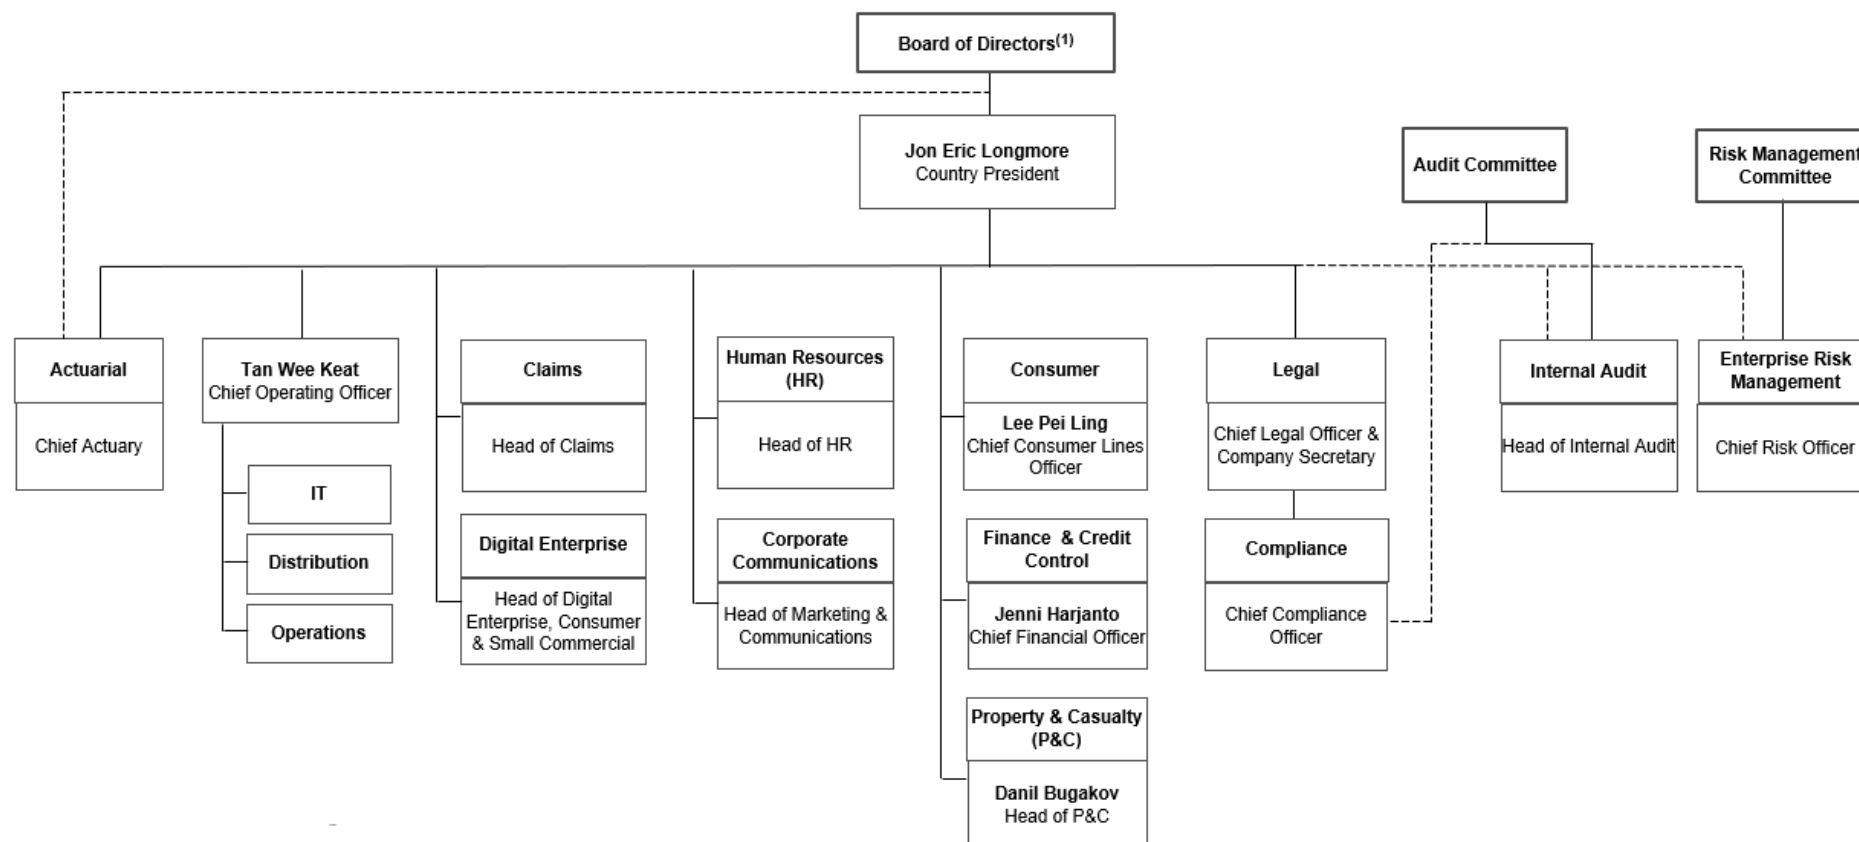 Board of Directors(1)
Jon Eric Longmore
Country President
Audit Committee
Risk Management
Committee
Actuarial
Chief Actuary
Tan Wee Keat
Chief Operating Officer
IT
Distribution
Operations
Claims
Head of Claims
Digital Enterprise
Head of Digital
Enterprise, Consumer
& Small Commercial
Human Resources
(HR)
Head of HR
Corporate
Communications
Head of Marketing &
Communications
Consumer
Lee Pei Ling
Chief Consumer Lines
Officer
Finance & Credit
Control
Jenni Harjanto
Chief Financial Officer
Property & Casualty
(P&C)
Danil Bugakov
Head of P&C
Legal
Chief Legal Officer &
Company Secretary
Compliance
Chief Compliance
Officer
Internal Audit
Head of Internal Audit
Enterprise Risk
Management
Chief Risk Officer